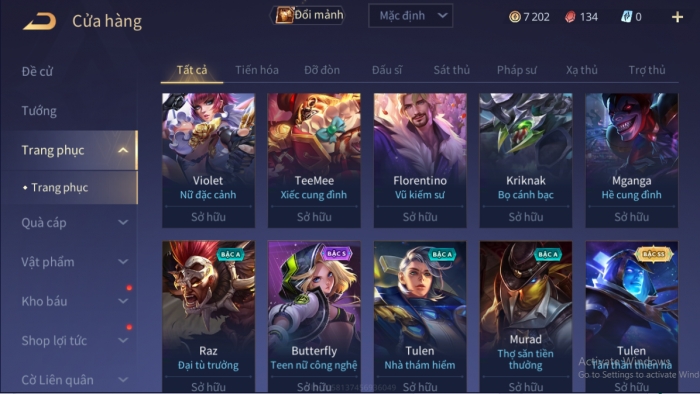 Cửa hàng
Đổi mảnh
Mặc định
7 202
134
0
Đề cử
Tất cả
Tiến hóa
Đỡ đòn
Đấu sĩ
Sát thủ
Pháp sư
Xạ thủ
Trợ thủ
Tướng
Trang phục
Trang phục
Quà cáp
Vật phẩm
Kho báu
Shop lợi tức
Cờ Liên quân
Violet
Nữ đặc cảnh
Sở hữu
TeeMee
Xiếc cung đình
Sở hữu
Florentino
Vũ kiếm sư
Sở hữu
Kriknak
Bọ cánh bạc
Sở hữu
Mganga
Hề cung đình
Sở hữu
BẬC A
Raz
Đại tù trưởng
Sở hữu
BẬC S
Butterfly
Teen nữ công nghệ
Sở hữu
BẬC A
Tulen
Nhà thám hiểm
Sở hữu
BẬC A
Murad
Thợ săn tiền
thưởng
Sở hữu
BẬC SS
Tulen
Tân thần thiên hà
Sở hữu
Activate Windows
Go to Settings to activate Wind